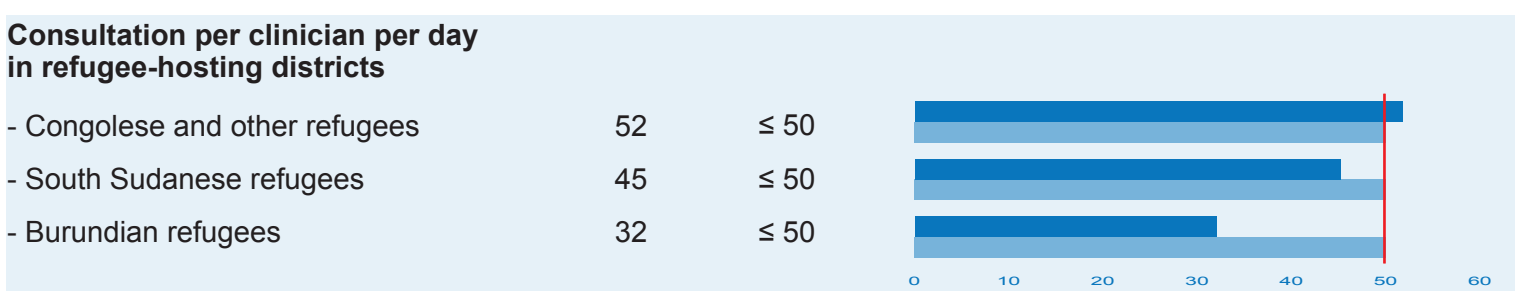 Consultation per clinician per day
in refugee-hosting districts
- Congolese and other refugees 52 ≤ 50
- South Sudanese refugees 45 ≤ 50
- Burundian refugees 32 ≤ 50
0 10 20 30 40 50 60